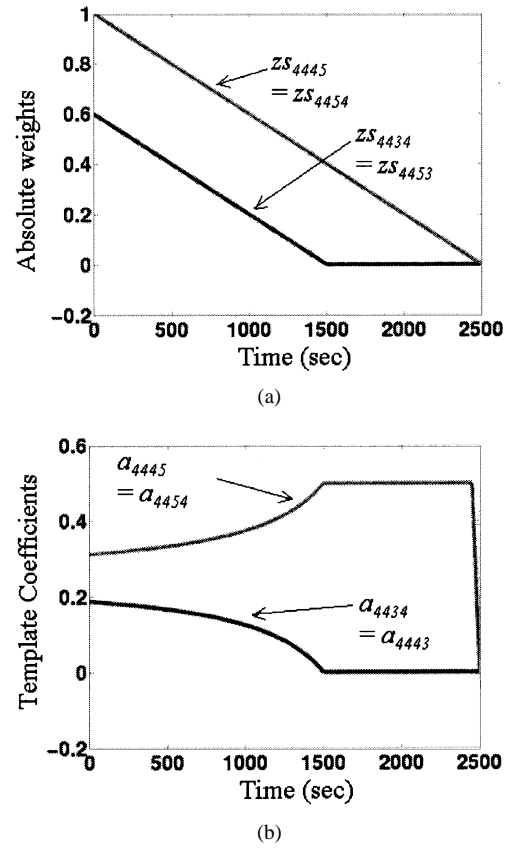 1
0.8
0.6
0.4
0.2
0
−0.2
Absolute weights
zs4445
= zs4454
zs4434
= zs4453
0 500 1000 1500 2000 2500
Time (sec)
(a)
0.6
0.4
0.2
0
−0.2
Template Coefficients
a4445
= a4454
a4434
= a4443
0 500 1000 1500 2000 2500
Time (sec)
(b)